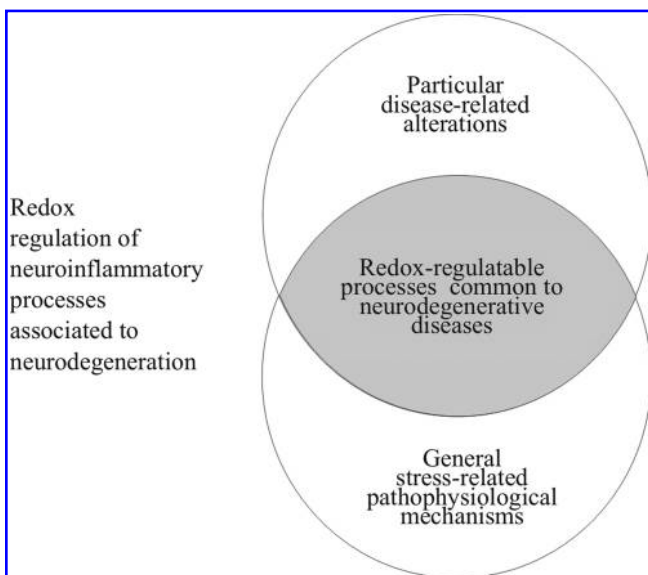 Particular
disease-related
alterations
Redox
regulation of
neuroinflammatory
processes
associated to
neurodegeneration
Redox-regulatable
processes common to
neurodegenerative
diseases
General
stress-related
pathophysiological
mechanisms